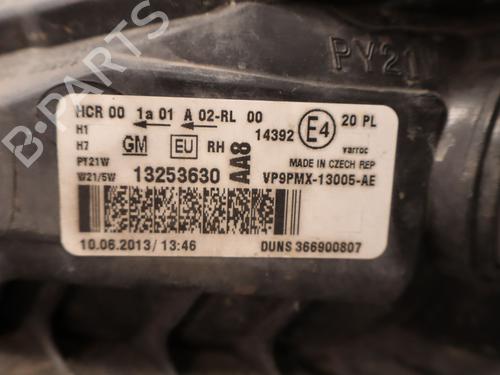 B-PARTS
PY21W
HCR 00 1a 01 A 02-RL 00
H1
H7
PY21W
W21/5W
GM
EU
RH
AA8
14392
E4
20 PL
varroc
MADE IN CZECH REP
13253630
VP9PMX-13005-AE
10.06.2013/ 13:46
DUNS 366900807